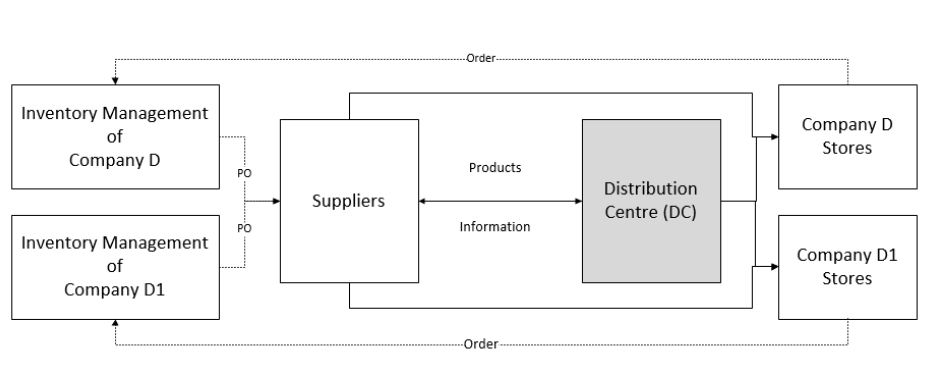 Order
Inventory Management
of
Company D
PO
PO
Inventory Management
of
Company D1
Suppliers
Products
Information
Distribution
Centre (DC)
Company D
Stores
Company D1
Stores
Order